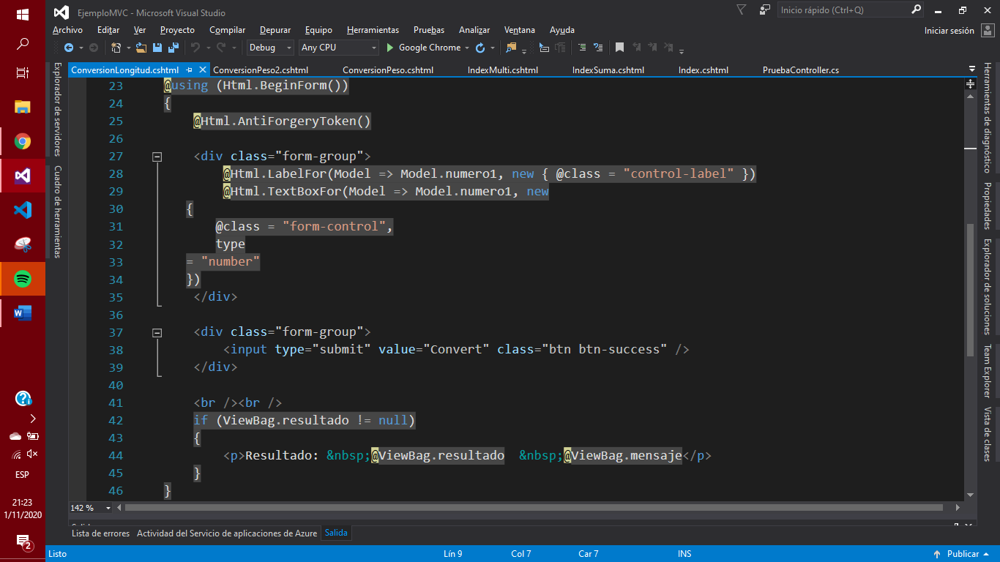 EjemploMVC - Microsoft Visual Studio
Inicio rápido (Ctrl+Q)
Archivo Editar Ver Proyecto Compilar Depurar Equipo Herramientas Pruebas Analizar Ventana Ayuda
Iniciar sesión
Debug Any CPU Google Chrome
ConversionLongitud.cshtml ConversionPeso2.cshtml ConversionPeso.cshtml IndexMulti.cshtml IndexSuma.cshtml Index.cshtml PruebaController.cs
Explorador de servidores
Cuadro de herramientas
23 @using (Html.BeginForm())
24 {
25 @Html.AntiForgeryToken()
26
27 <div class="form-group">
28 @Html.LabelFor(Model => Model.numero1, new { @class = "control-label" })
29 @Html.TextBoxFor(Model => Model.numero1, new
30 {
31 @class = "form-control",
32 type
33 = "number"
34 })
35 </div>
36
37 <div class="form-group">
38 <input type="submit" value="Convert" class="btn btn-success" />
39 </div>
40
41 <br /><br />
42 if (ViewBag.resultado != null)
43 {
44 <p>Resultado: &nbsp;@ViewBag.resultado &nbsp;@ViewBag.mensaje</p>
45 }
46 }
Herramientas de diagnóstico
Propiedades
Explorador de soluciones
Team Explorer
Vista de clases
142 %
Salida
Lista de errores Actividad del Servicio de aplicaciones de Azure Salida
Listo Lín 9 Col 7 Car 7 INS Publicar
ESP
21:23
1/11/2020
2